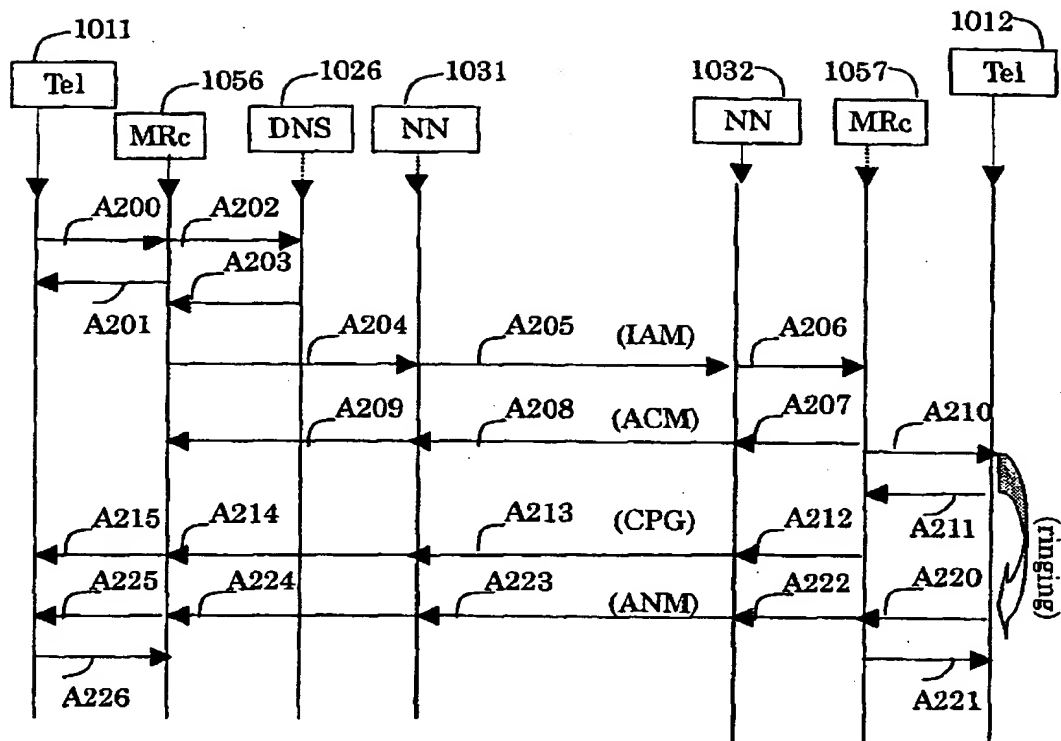 1011
1012
1056
1026
1031
1032
1057
Tel
Tel
MRc
DNS
NN
NN
MRc
A200
A202
A203
A201
A204
A205
(IAM)
A206
A209
A208
(ACM)
A207
A210
A215
A214
A213
(CPG)
A212
A211
(ringing)
A225
A224
A223
(ANM)
A222
A220
A226
A221